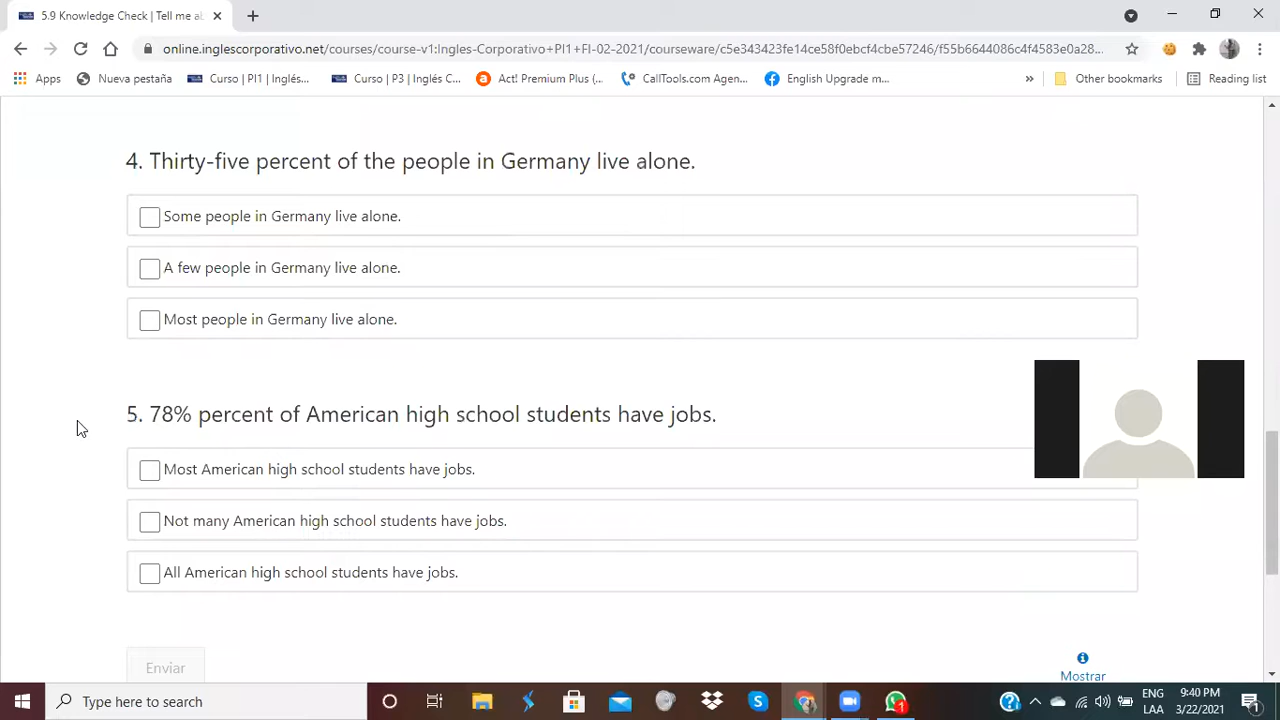 5.9 Knowledge Check | Tell me ab
online.inglescorporativo.net/courses/course-v1:Ingles-Corporativo+PI1+FI-02-2021/courseware/c5e343423fe14ce58f0ebcf4cbe57246/f55b6644086c4f4583e0a28...
Apps Nueva pestaña Curso | PI1 | Inglés... Curso | P3 | Inglés C... Act! Premium Plus (... CallTools.com Agen... English Upgrade m... » Other bookmarks Reading list
4. Thirty-five percent of the people in Germany live alone.
Some people in Germany live alone.
A few people in Germany live alone.
Most people in Germany live alone.
5. 78% percent of American high school students have jobs.
Most American high school students have jobs.
Not many American high school students have jobs.
All American high school students have jobs.
Enviar
Mostrar
Type here to search
1
ENG
LAA
9:40 PM
3/22/2021
1